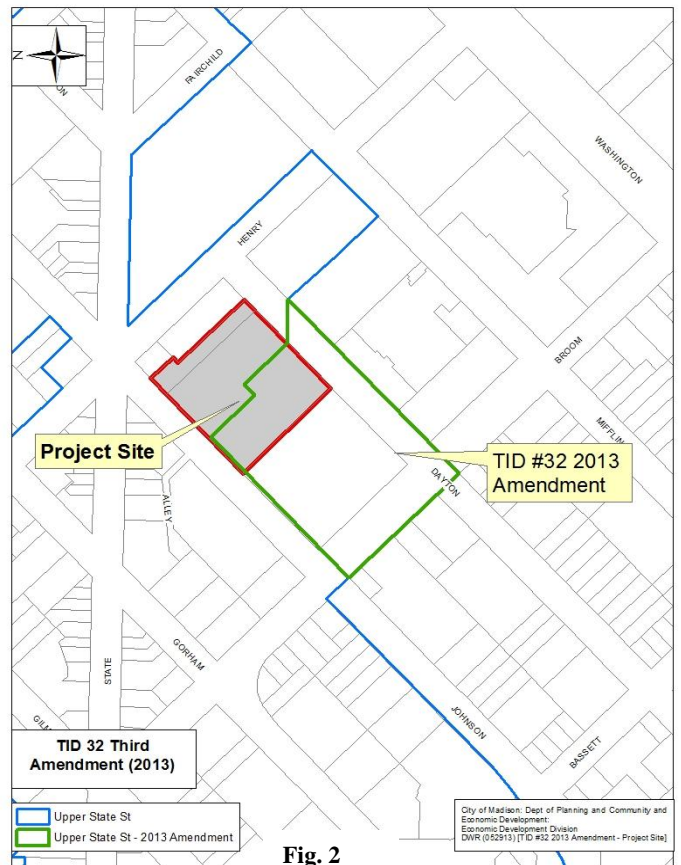 N
FAIRCHILD
WASHINGTON
HENRY
BROOM
MIFFLIN
Project Site
TID #32 2013
Amendment
DAYTON
ALLEY
GORHAM
STATE
JOHNSON
BASSETT
TID 32 Third
Amendment (2013)
Upper State St
Upper State St - 2013 Amendment
City of Madison: Dept of Planning and Community and
Economic Development:
Economic Development Division
DWR (052913) [TID #32 2013 Amendment - Project Site]
Fig. 2